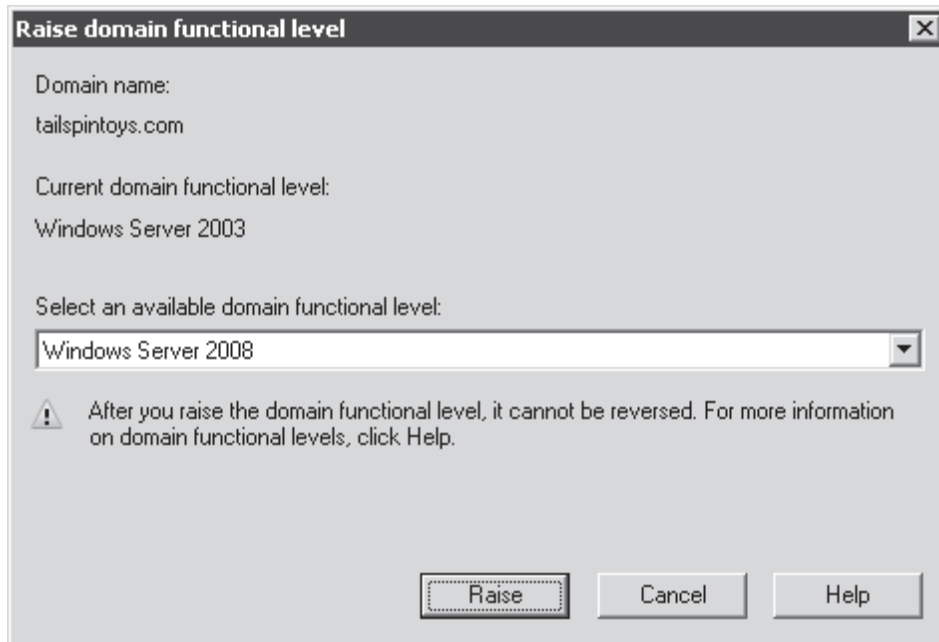 Raise domain functional level
Domain name:
tailspintoys.com
Current domain functional level:
Windows Server 2003
Select an available domain functional level:
Windows Server 2008
After you raise the domain functional level, it cannot be reversed. For more information
on domain functional levels, click Help.
Raise Cancel Help